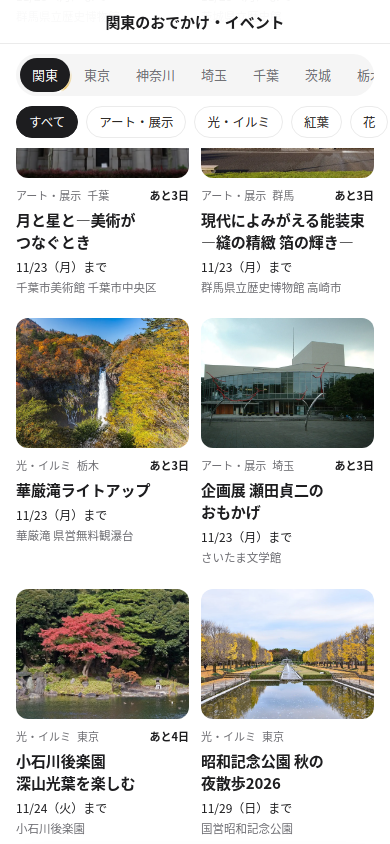 関東のおでかけ・イベント
関東 東京 神奈川 埼玉 千葉 茨城
すべて アート・展示 光・イルミ 紅葉 花
アート・展示 千葉 あと3日
月と星と―美術が
つなぐとき
11/23（月）まで
千葉市美術館 千葉市中央区
アート・展示 群馬 あと3日
現代によみがえる能装束
―縫の精緻 箔の輝き―
11/23（月）まで
群馬県立歴史博物館 高崎市
光・イルミ 栃木 あと3日
華厳滝ライトアップ
11/23（月）まで
華厳滝 県営無料観瀑台
アート・展示 埼玉 あと3日
企画展 瀬田貞二の
おもかげ
11/23（月）まで
さいたま文学館
光・イルミ 東京 あと4日
小石川後楽園
深山光葉を楽しむ
11/24（火）まで
小石川後楽園
光・イルミ 東京
昭和記念公園 秋の
夜散歩2026
11/29（日）まで
国営昭和記念公園